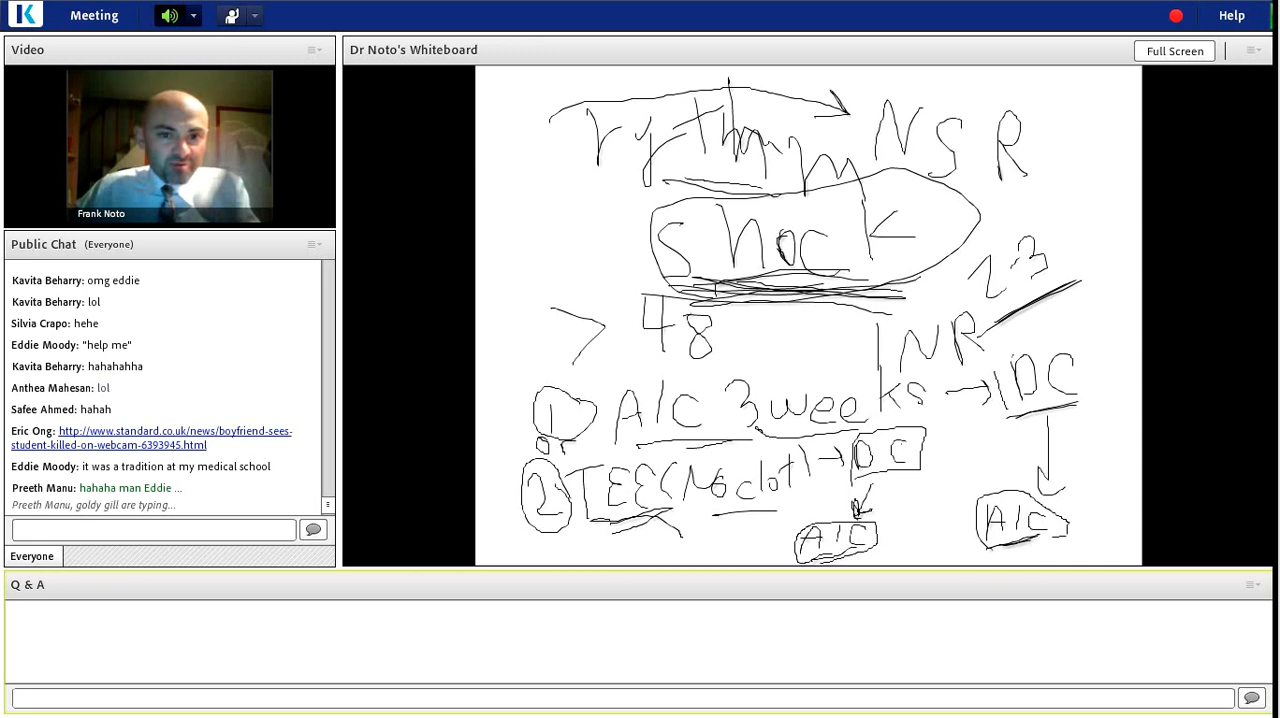 K
Meeting
Help
Video
Frank Noto
Public Chat (Everyone)
Kavita Beharry: omg eddie
Kavita Beharry: lol
Silvia Crapo: hehe
Eddie Moody: "help me"
Kavita Beharry: hahahahha
Anthea Mahesan: lol
Safee Ahmed: hahah
Eric Ong: http://www.standard.co.uk/news/boyfriend-sees-
student-killed-on-webcam-6393945.html
Eddie Moody: it was a tradition at my medical school
Preeth Manu: hahaha man Eddie ...
Preeth Manu, goldy gill are typing...
Everyone
Dr Noto's Whiteboard
Full Screen
rythm NSR
shock
2-3
> 48 INR
1 A/C 3 weeks → DC
or
2 TEE (No clot) → DC
A/C A/C
Q & A